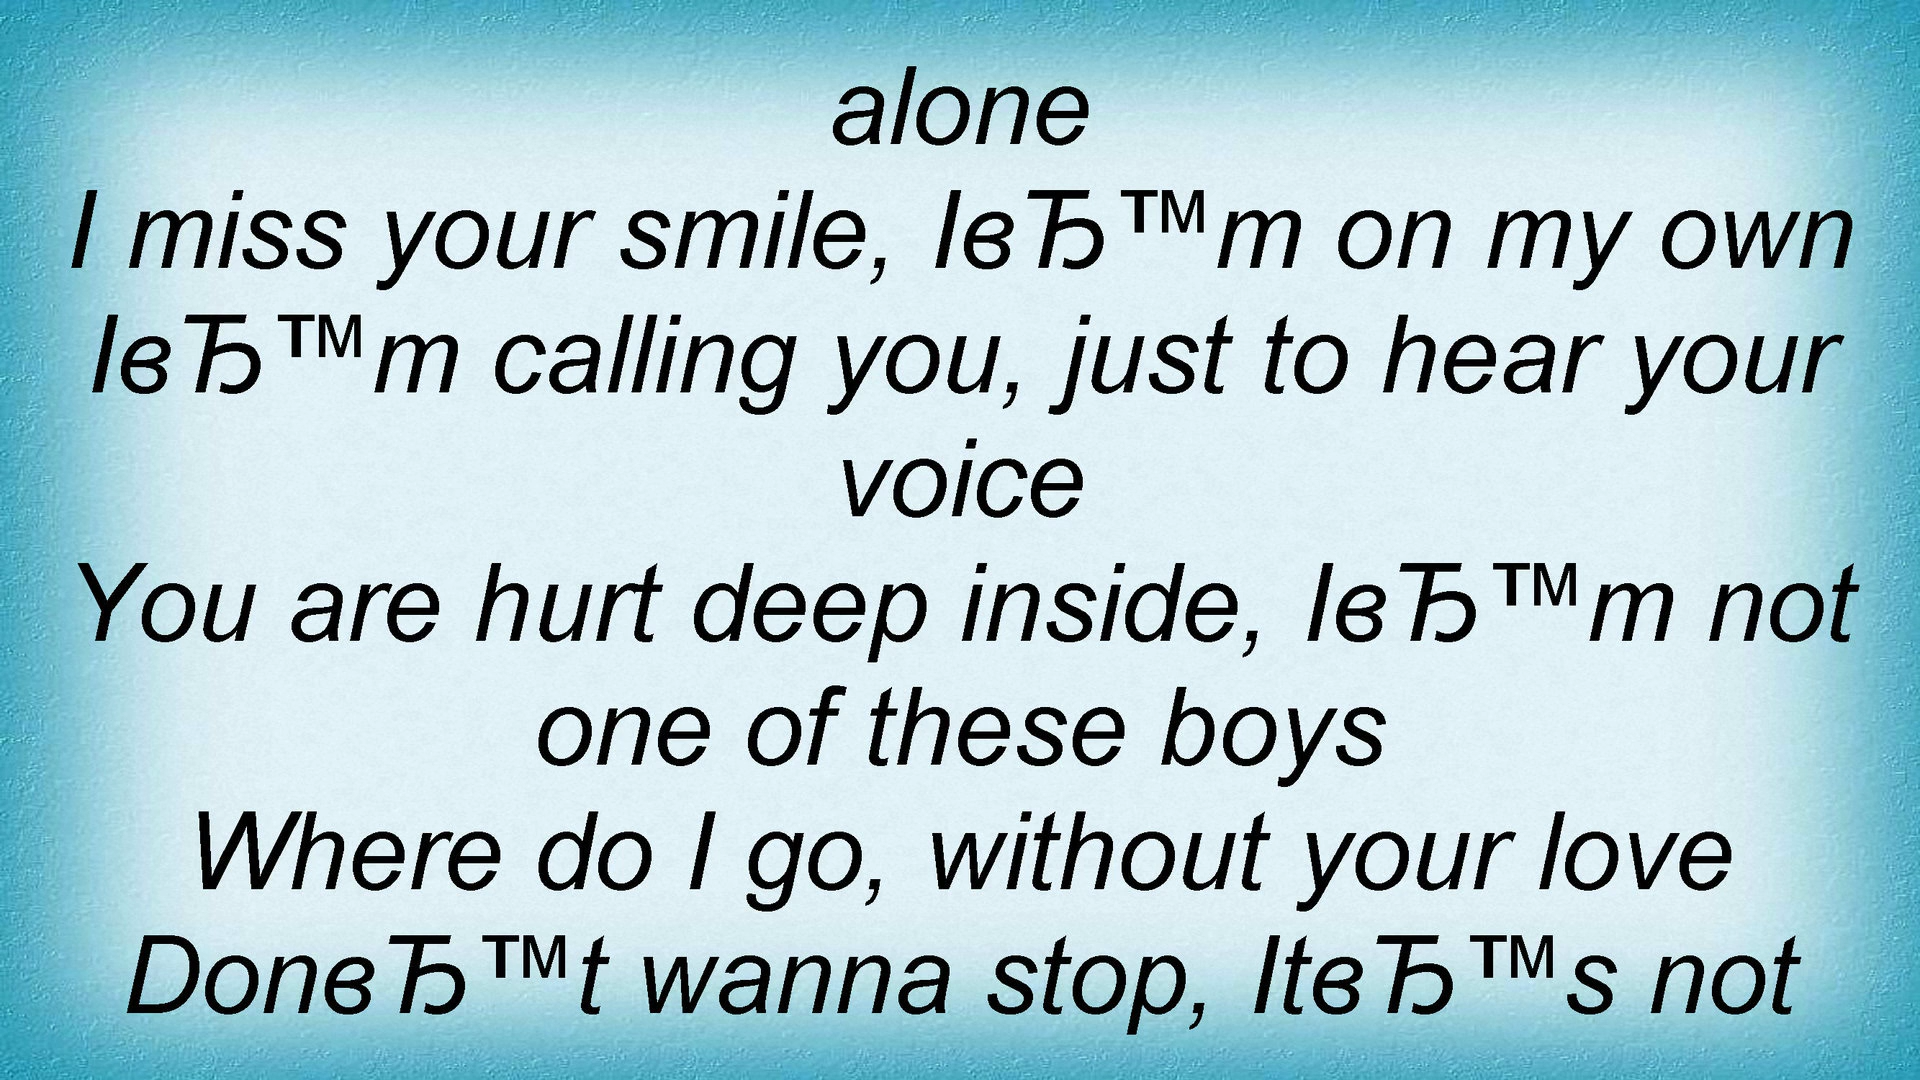 alone
I miss your smile, IвЂ™m on my own
IвЂ™m calling you, just to hear your
voice
You are hurt deep inside, IвЂ™m not
one of these boys
Where do I go, without your love
DonвЂ™t wanna stop, ItвЂ™s not